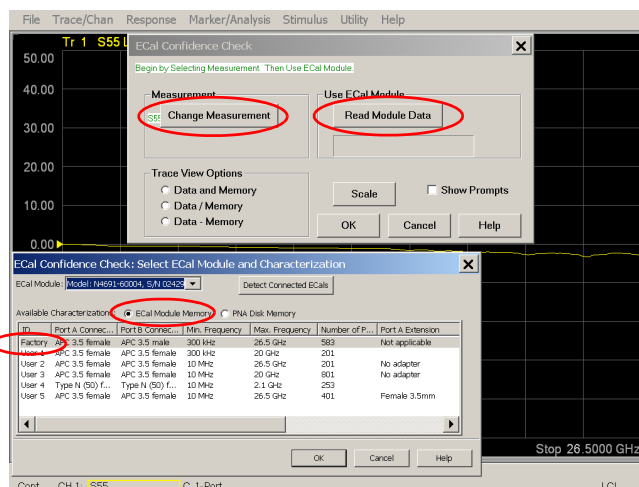 File Trace/Chan Response Marker/Analysis Stimulus Utility Help
Tr 1 S55 L
50.00
40.00
30.00
20.00
10.00
0.00
ECal Confidence Check
Begin by Selecting Measurement. Then Use ECal Module.
Measurement
S55
Change Measurement
Use ECal Module
Read Module Data
Trace View Options
Data and Memory
Data / Memory
Data - Memory
Scale
Show Prompts
OK Cancel Help
ECal Confidence Check: Select ECal Module and Characterization
ECal Module: Model: N4691-60004, S/N 02429
Detect Connected ECals
Available Characterizations: ECal Module Memory PNA Disk Memory
ID Port A Connec... Port B Connec... Min. Frequency Max. Frequency Number of P... Port A Extension
Factory APC 3.5 female APC 3.5 male 300 kHz 26.5 GHz 583 Not applicable
User 1 APC 3.5 female APC 3.5 female 300 kHz 20 GHz 201
User 2 APC 3.5 female APC 3.5 female 10 MHz 26.5 GHz 201 No adapter
User 3 APC 3.5 female APC 3.5 female 10 MHz 20 GHz 801 No adapter
User 4 Type N (50) f... Type N (50) f... 10 MHz 2.1 GHz 253
User 5 APC 3.5 female APC 3.5 female 10 MHz 26.5 GHz 401 Female 3.5mm
OK Cancel Help
Stop 26.5000 GHz
Cont. CH 1: S55 C 1-Port LCL